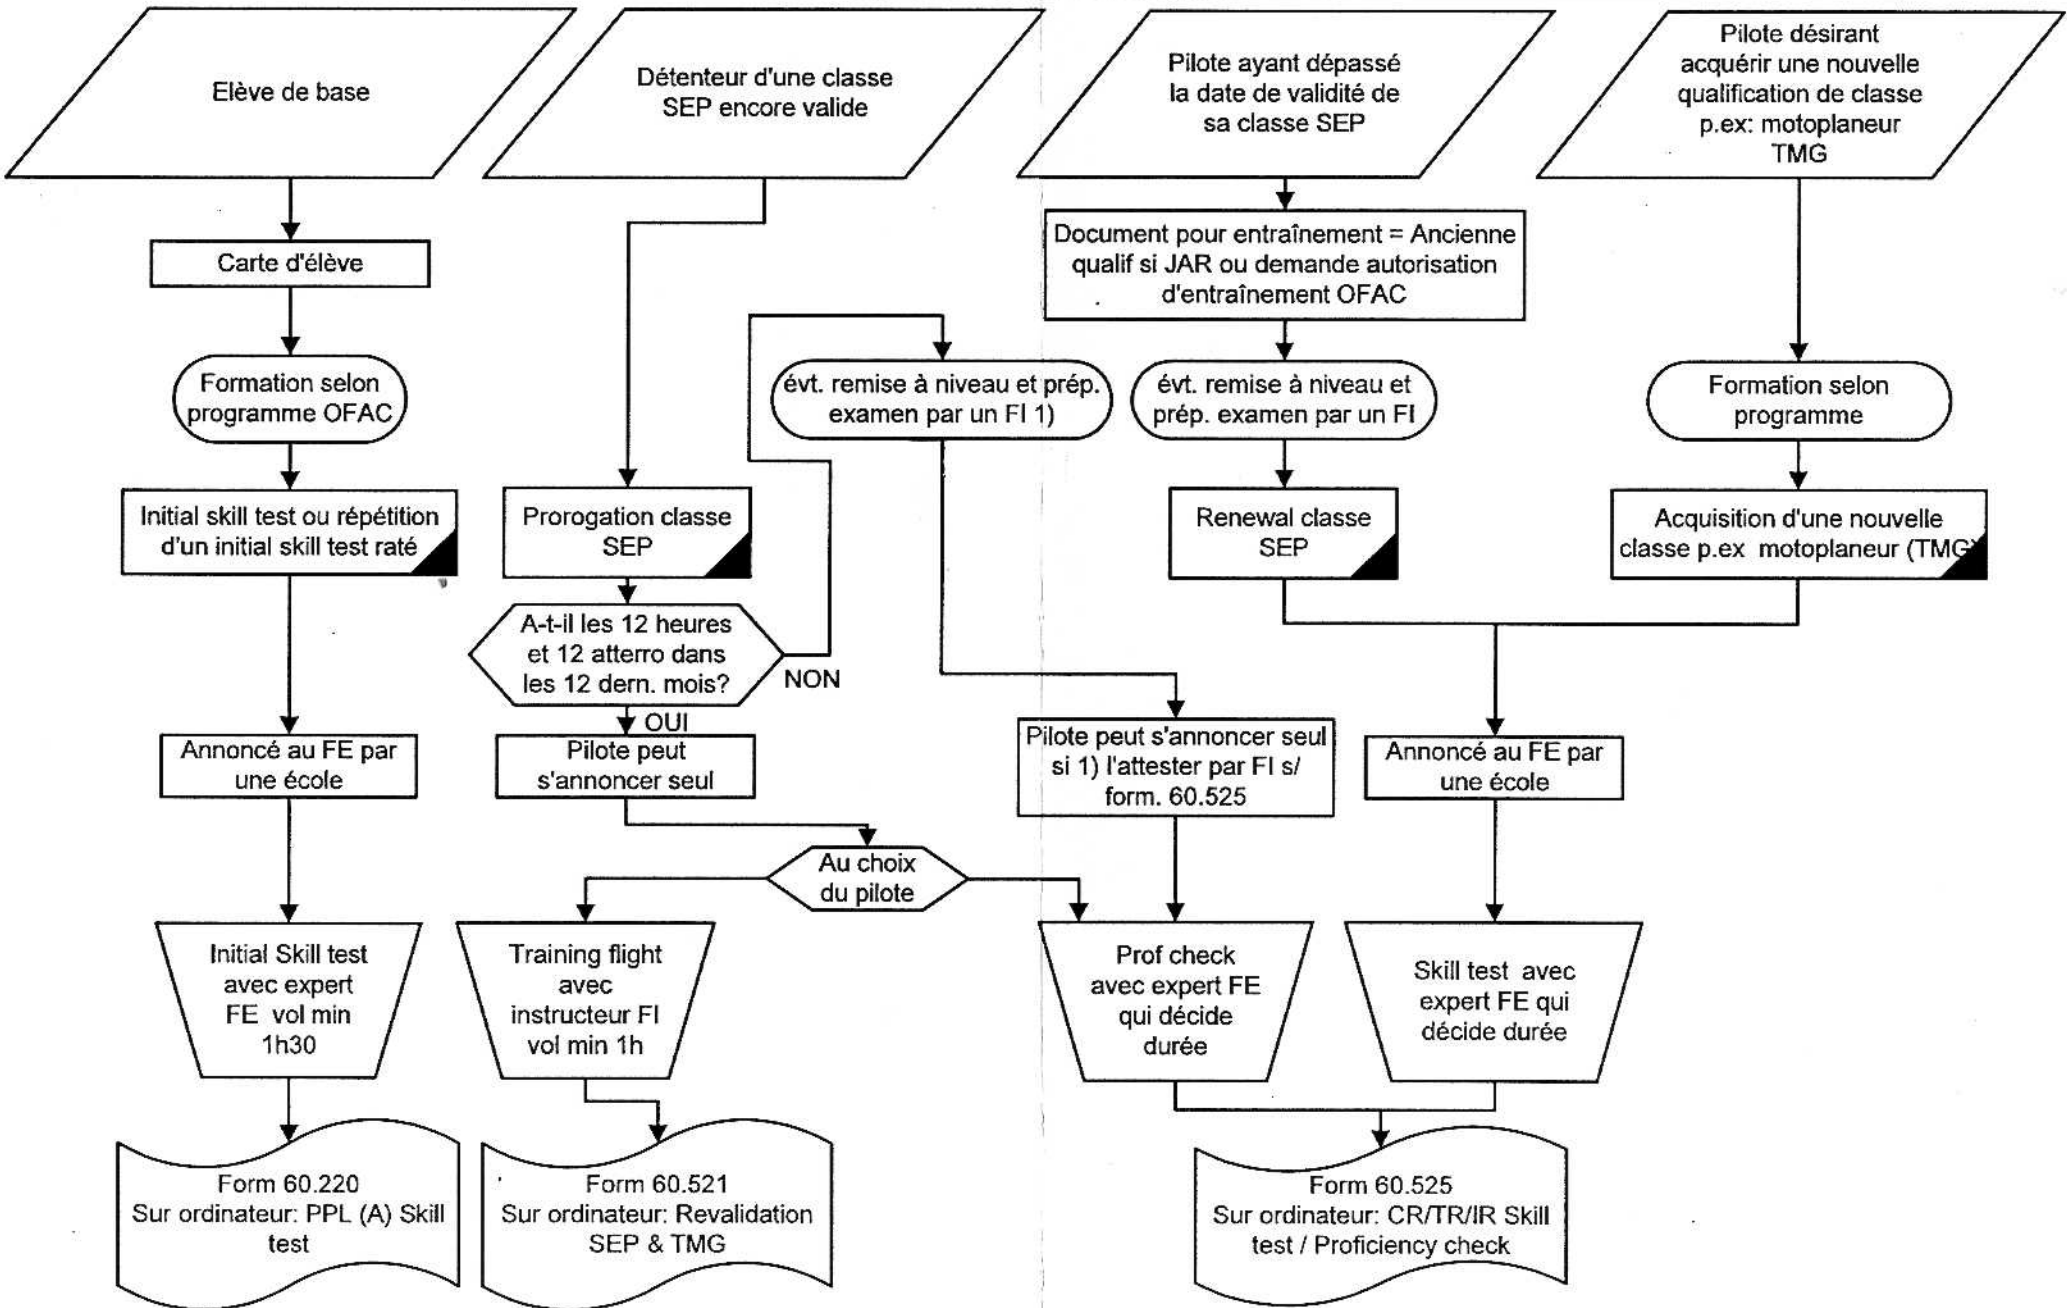 Elève de base
Détenteur d'une classe
SEP encore valide
Pilote ayant dépassé
la date de validité de
sa classe SEP
Pilote désirant
acquérir une nouvelle
qualification de classe
p.ex: motoplaneur
TMG
Carte d'élève
Document pour entraînement = Ancienne
qualif si JAR ou demande autorisation
d'entraînement OFAC
Formation selon
programme OFAC
évt. remise à niveau et prép.
examen par un FI 1)
évt. remise à niveau et
prép. examen par un FI
Formation selon
programme
Initial skill test ou répétition
d'un initial skill test raté
Prorogation classe
SEP
Renewal classe
SEP
Acquisition d'une nouvelle
classe p.ex motoplaneur (TMG)
A-t-il les 12 heures
et 12 atterro dans
les 12 dern. mois?
NON
OUI
Annoncé au FE par
une école
Pilote peut
s'annoncer seul
Pilote peut s'annoncer seul
si 1) l'attester par FI s/
form. 60.525
Annoncé au FE par
une école
Au choix
du pilote
Initial Skill test
avec expert
FE vol min
1h30
Training flight
avec
instructeur FI
vol min 1h
Prof check
avec expert FE
qui décide
durée
Skill test avec
expert FE qui
décide durée
Form 60.220
Sur ordinateur: PPL (A) Skill
test
Form 60.521
Sur ordinateur: Revalidation
SEP & TMG
Form 60.525
Sur ordinateur: CR/TR/IR Skill
test / Proficiency check